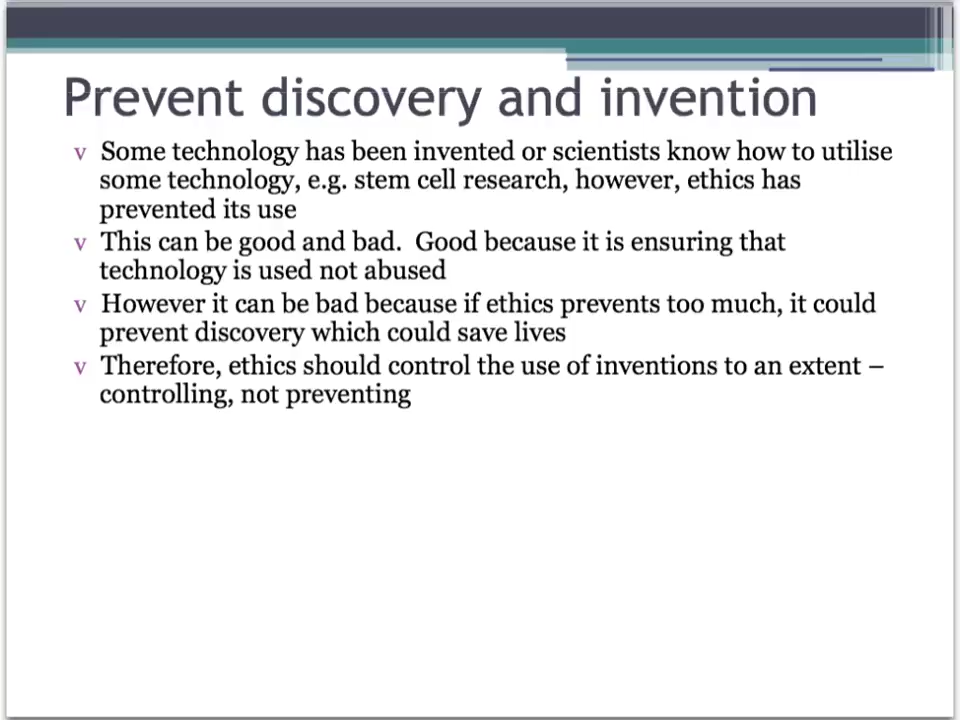 Prevent discovery and invention
v Some technology has been invented or scientists know how to utilise
some technology, e.g. stem cell research, however, ethics has
prevented its use
v This can be good and bad.  Good because it is ensuring that
technology is used not abused
v However it can be bad because if ethics prevents too much, it could
prevent discovery which could save lives
v Therefore, ethics should control the use of inventions to an extent –
controlling, not preventing